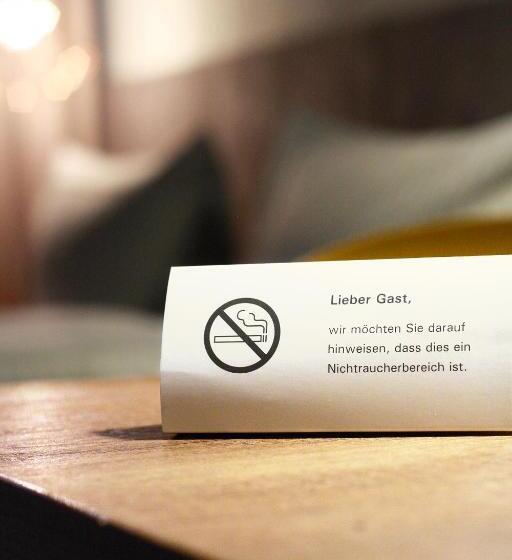 Lieber Gast,
wir möchten Sie darauf
hinweisen, dass dies ein
Nichtraucherbereich ist.